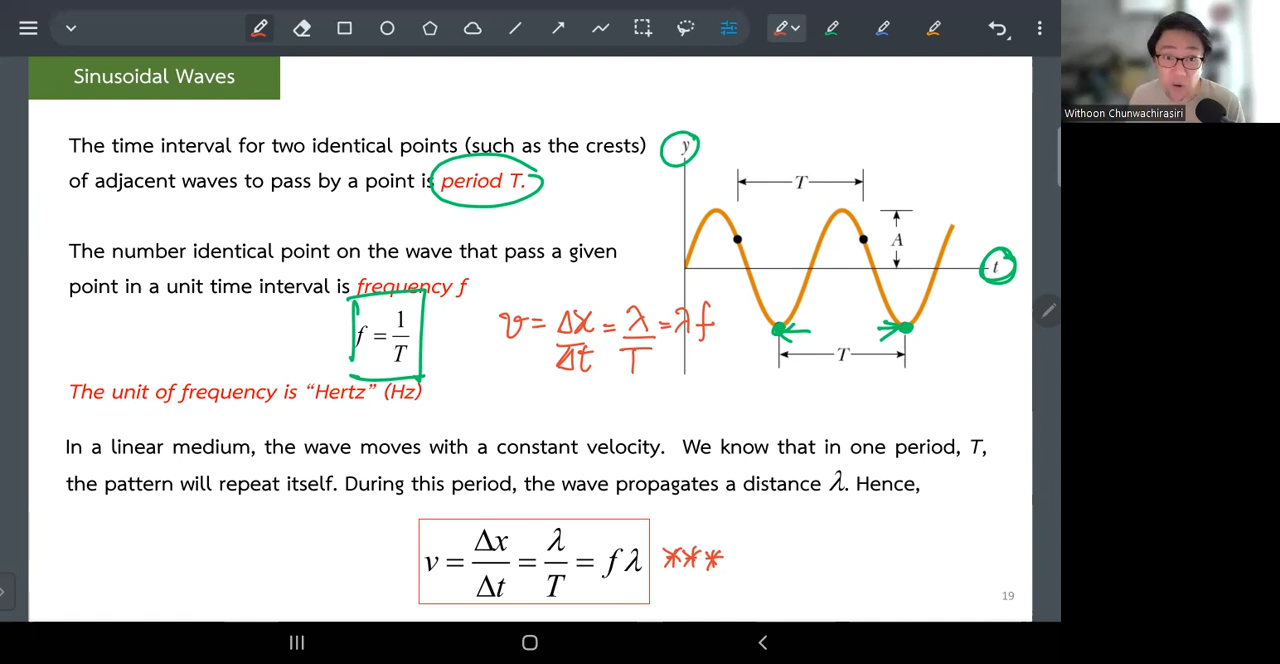 Sinusoidal Waves
The time interval for two identical points (such as the crests)
of adjacent waves to pass by a point is period T.
The number identical point on the wave that pass a given
point in a unit time interval is frequency f
f = 1/T
v = Δx/Δt = λ/T = λf
The unit of frequency is “Hertz” (Hz)
y
T
A
t
T
In a linear medium, the wave moves with a constant velocity. We know that in one period, T,
the pattern will repeat itself. During this period, the wave propagates a distance λ. Hence,
v = Δx/Δt = λ/T = fλ ***
19
Withoon Chunwachirasiri